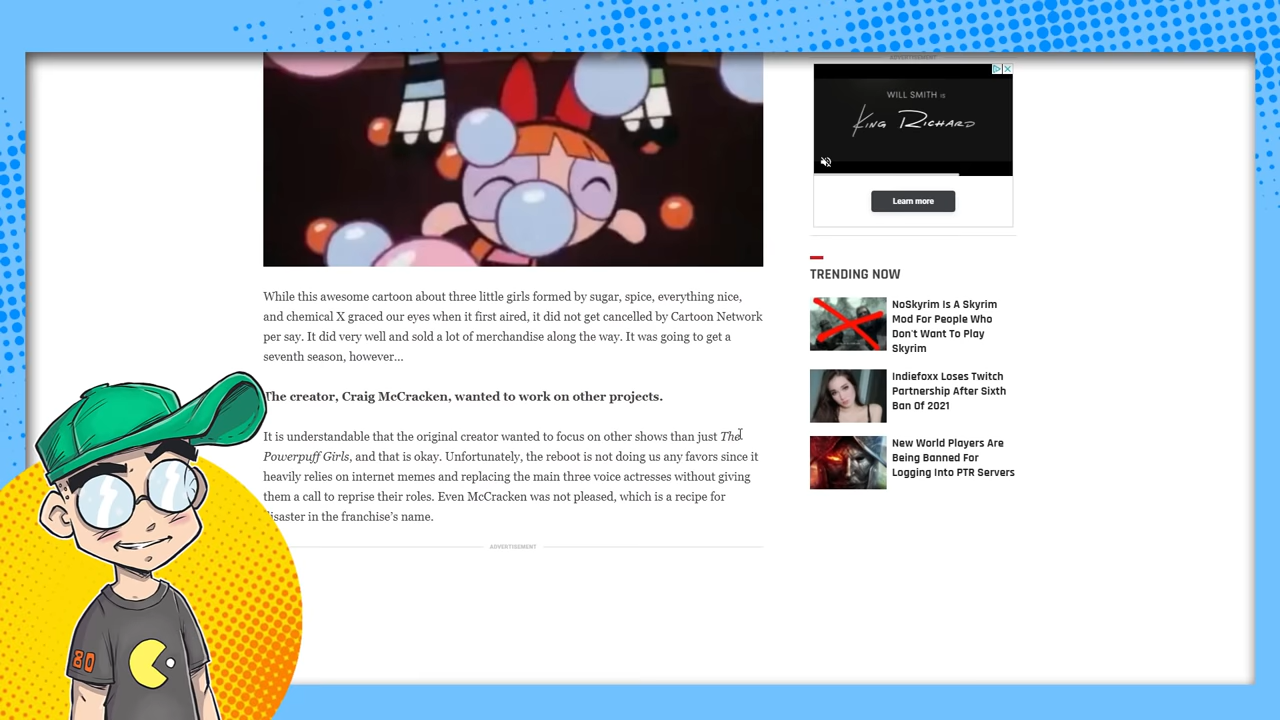 ADVERTISEMENT
WILL SMITH IS
KING RICHARD
Learn more
While this awesome cartoon about three little girls formed by sugar, spice, everything nice,
and chemical X graced our eyes when it first aired, it did not get cancelled by Cartoon Network
per say. It did very well and sold a lot of merchandise along the way. It was going to get a
seventh season, however...
The creator, Craig McCracken, wanted to work on other projects.
It is understandable that the original creator wanted to focus on other shows than just The
Powerpuff Girls, and that is okay. Unfortunately, the reboot is not doing us any favors since it
heavily relies on internet memes and replacing the main three voice actresses without giving
them a call to reprise their roles. Even McCracken was not pleased, which is a recipe for
disaster in the franchise's name.
ADVERTISEMENT
TRENDING NOW
NoSkyrim Is A Skyrim
Mod For People Who
Don't Want To Play
Skyrim
Indiefoxx Loses Twitch
Partnership After Sixth
Ban Of 2021
New World Players Are
Being Banned For
Logging Into PTR Servers
80